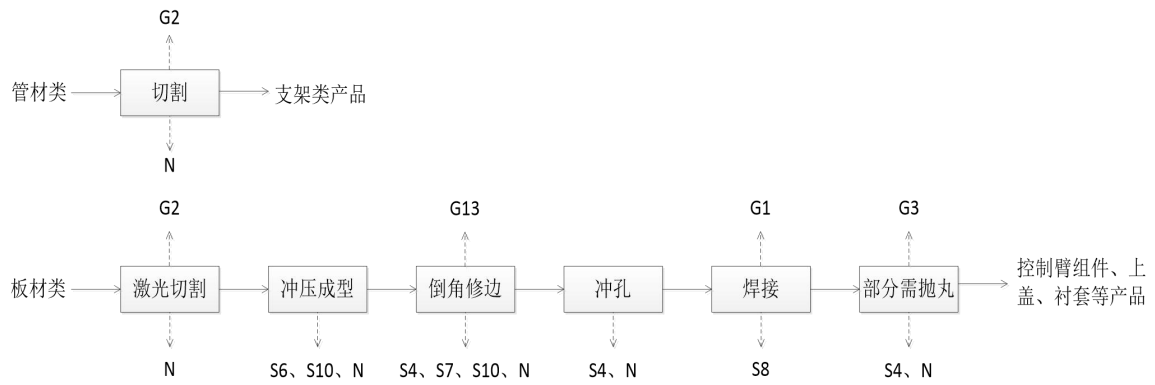 G2
管材类
切割
支架类产品
N
G2
G13
G1
G3
板材类
激光切割
冲压成型
倒角修边
冲孔
焊接
部分需抛丸
控制臂组件、上
盖、衬套等产品
N
S6、S10、N
S4、S7、S10、N
S4、N
S8
S4、N